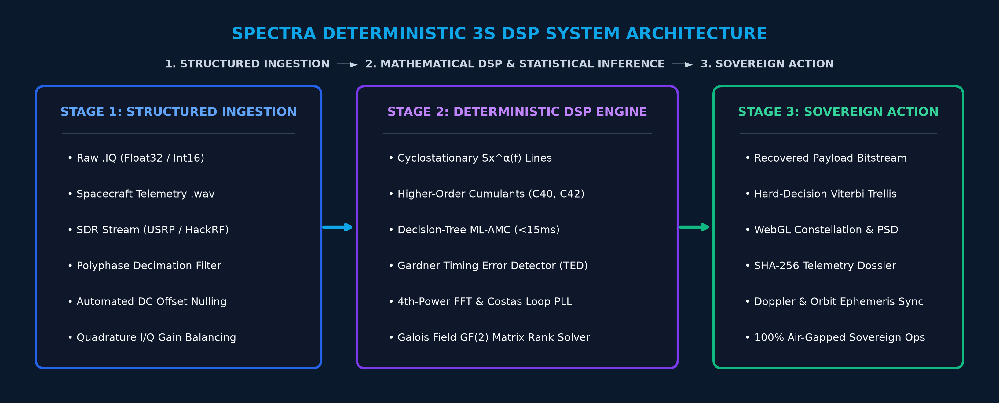 SPECTRA DETERMINISTIC 3S DSP SYSTEM ARCHITECTURE
1. STRUCTURED INGESTION —► 2. MATHEMATICAL DSP & STATISTICAL INFERENCE —► 3. SOVEREIGN ACTION
STAGE 1: STRUCTURED INGESTION
• Raw .IQ (Float32 / Int16)
• Spacecraft Telemetry .wav
• SDR Stream (USRP / HackRF)
• Polyphase Decimation Filter
• Automated DC Offset Nulling
• Quadrature I/Q Gain Balancing
STAGE 2: DETERMINISTIC DSP ENGINE
• Cyclostationary Sx^α(f) Lines
• Higher-Order Cumulants (C40, C42)
• Decision-Tree ML-AMC (<15ms)
• Gardner Timing Error Detector (TED)
• 4th-Power FFT & Costas Loop PLL
• Galois Field GF(2) Matrix Rank Solver
STAGE 3: SOVEREIGN ACTION
• Recovered Payload Bitstream
• Hard-Decision Viterbi Trellis
• WebGL Constellation & PSD
• SHA-256 Telemetry Dossier
• Doppler & Orbit Ephemeris Sync
• 100% Air-Gapped Sovereign Ops